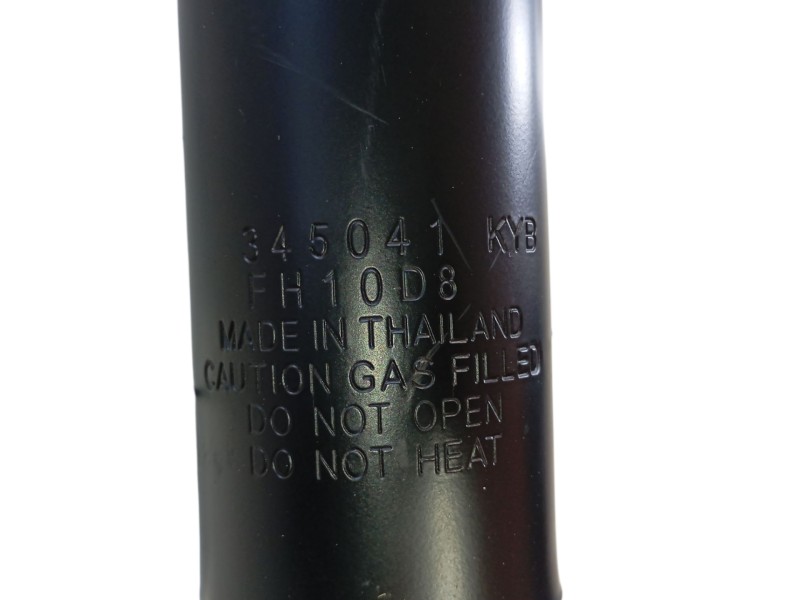 345041 KYB
FH10D8
MADE IN THAILAND
CAUTION GAS FILLED
DO NOT OPEN
DO NOT HEAT